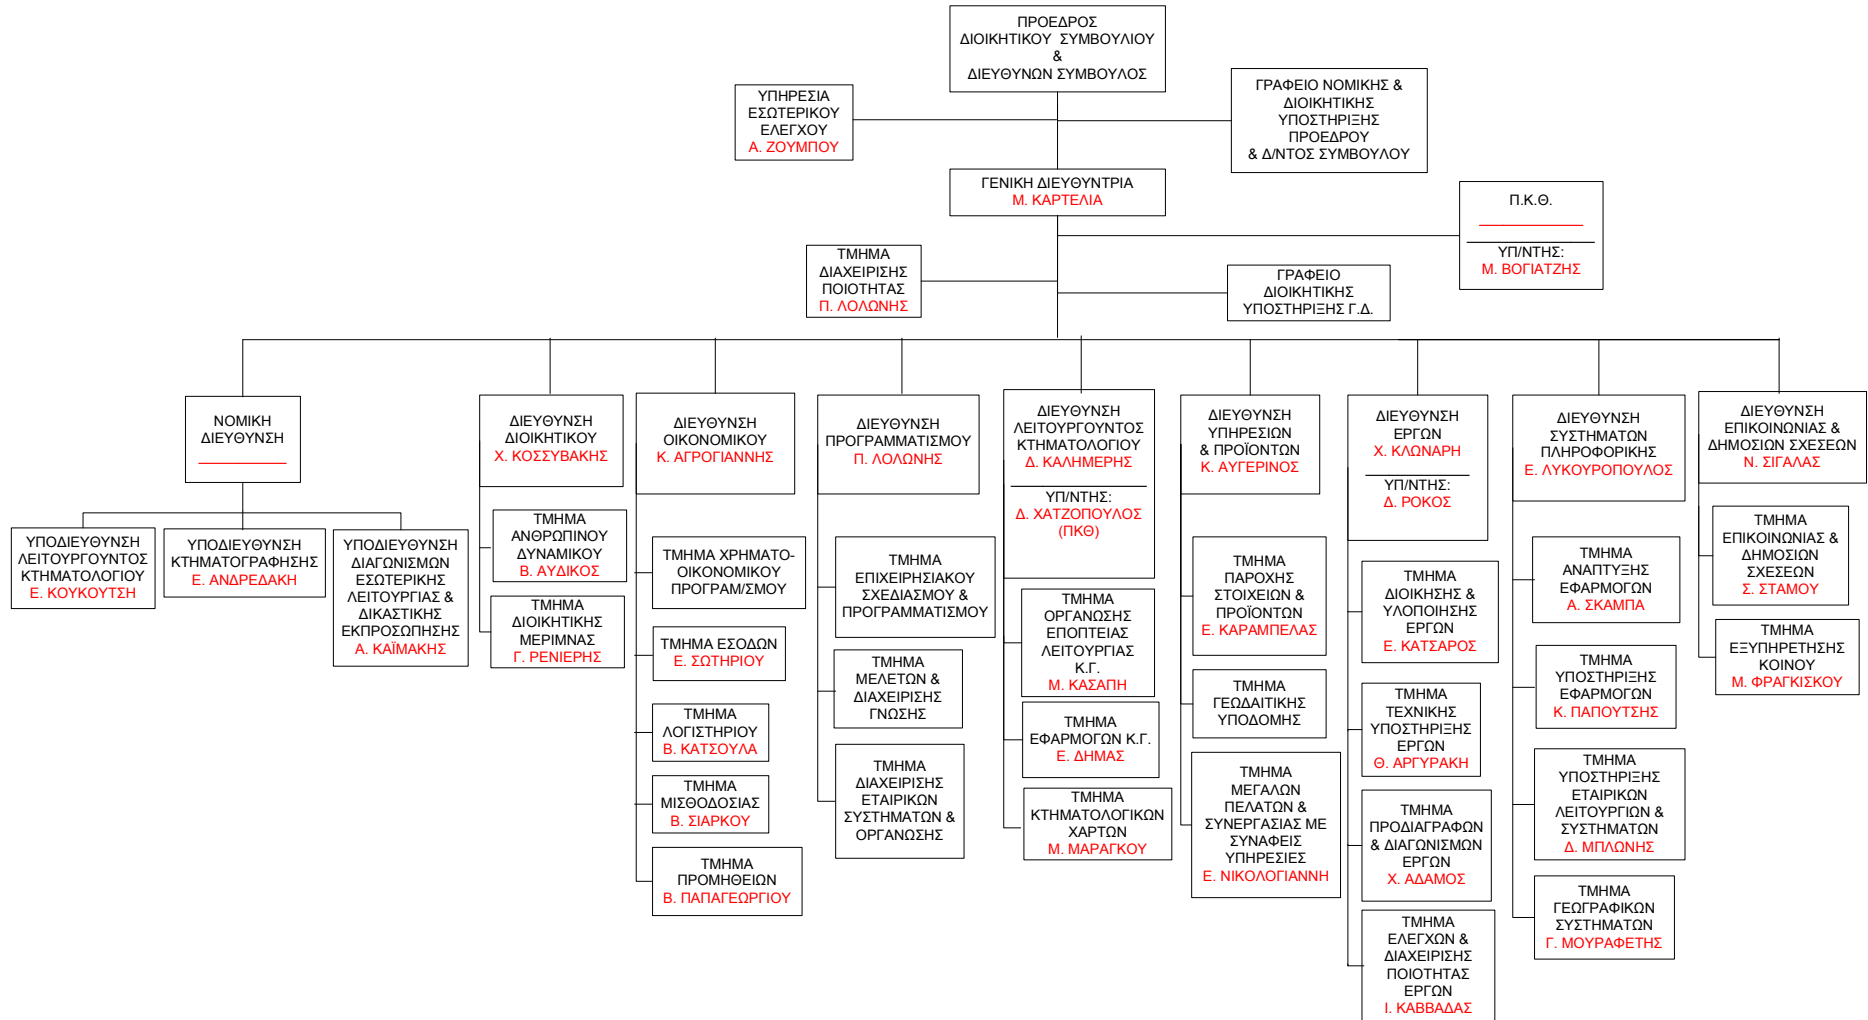 ΠΡΟΕΔΡΟΣ
ΔΙΟΙΚΗΤΙΚΟΥ ΣΥΜΒΟΥΛΙΟΥ
&
ΔΙΕΥΘΥΝΩΝ ΣΥΜΒΟΥΛΟΣ
ΥΠΗΡΕΣΙΑ
ΕΣΩΤΕΡΙΚΟΥ
ΕΛΕΓΧΟΥ
Α. ΖΟΥΜΠΟΥ
ΓΡΑΦΕΙΟ ΝΟΜΙΚΗΣ &
ΔΙΟΙΚΗΤΙΚΗΣ
ΥΠΟΣΤΗΡΙΞΗΣ
ΠΡΟΕΔΡΟΥ
& Δ/ΝΤΟΣ ΣΥΜΒΟΥΛΟΥ
ΓΕΝΙΚΗ ΔΙΕΥΘΥΝΤΡΙΑ
Μ. ΚΑΡΤΕΛΙΑ
Π.Κ.Θ.
ΥΠ/ΝΤΗΣ:
Μ. ΒΟΓΙΑΤΖΗΣ
ΤΜΗΜΑ
ΔΙΑΧΕΙΡΙΣΗΣ
ΠΟΙΟΤΗΤΑΣ
Π. ΛΟΛΩΝΗΣ
ΓΡΑΦΕΙΟ
ΔΙΟΙΚΗΤΙΚΗΣ
ΥΠΟΣΤΗΡΙΞΗΣ Γ.Δ.
ΝΟΜΙΚΗ
ΔΙΕΥΘΥΝΣΗ
ΥΠΟΔΙΕΥΘΥΝΣΗ
ΛΕΙΤΟΥΡΓΟΥΝΤΟΣ
ΚΤΗΜΑΤΟΛΟΓΙΟΥ
Ε. ΚΟΥΚΟΥΤΣΗ
ΥΠΟΔΙΕΥΘΥΝΣΗ
ΚΤΗΜΑΤΟΓΡΑΦΗΣΗΣ
Ε. ΑΝΔΡΕΔΑΚΗ
ΥΠΟΔΙΕΥΘΥΝΣΗ
ΔΙΑΓΩΝΙΣΜΩΝ
ΕΣΩΤΕΡΙΚΗΣ
ΛΕΙΤΟΥΡΓΙΑΣ &
ΔΙΚΑΣΤΙΚΗΣ
ΕΚΠΡΟΣΩΠΗΣΗΣ
Α. ΚΑΪΜΑΚΗΣ
ΔΙΕΥΘΥΝΣΗ
ΔΙΟΙΚΗΤΙΚΟΥ
Χ. ΚΟΣΣΥΒΑΚΗΣ
ΤΜΗΜΑ
ΑΝΘΡΩΠΙΝΟΥ
ΔΥΝΑΜΙΚΟΥ
Β. ΑΥΔΙΚΟΣ
ΤΜΗΜΑ
ΔΙΟΙΚΗΤΙΚΗΣ
ΜΕΡΙΜΝΑΣ
Γ. ΡΕΝΙΕΡΗΣ
ΔΙΕΥΘΥΝΣΗ
ΟΙΚΟΝΟΜΙΚΟΥ
Κ. ΑΓΡΟΓΙΑΝΝΗΣ
ΤΜΗΜΑ ΧΡΗΜΑΤΟ-
ΟΙΚΟΝΟΜΙΚΟΥ
ΠΡΟΓΡΑΜ/ΣΜΟΥ
ΤΜΗΜΑ ΕΣΟΔΩΝ
Ε. ΣΩΤΗΡΙΟΥ
ΤΜΗΜΑ
ΛΟΓΙΣΤΗΡΙΟΥ
Β. ΚΑΤΣΟΥΛΑ
ΤΜΗΜΑ
ΜΙΣΘΟΔΟΣΙΑΣ
Β. ΣΙΑΡΚΟΥ
ΤΜΗΜΑ
ΠΡΟΜΗΘΕΙΩΝ
Β. ΠΑΠΑΓΕΩΡΓΙΟΥ
ΔΙΕΥΘΥΝΣΗ
ΠΡΟΓΡΑΜΜΑΤΙΣΜΟΥ
Π. ΛΟΛΩΝΗΣ
ΤΜΗΜΑ
ΕΠΙΧΕΙΡΗΣΙΑΚΟΥ
ΣΧΕΔΙΑΣΜΟΥ &
ΠΡΟΓΡΑΜΜΑΤΙΣΜΟΥ
ΤΜΗΜΑ
ΜΕΛΕΤΩΝ &
ΔΙΑΧΕΙΡΙΣΗΣ
ΓΝΩΣΗΣ
ΤΜΗΜΑ
ΔΙΑΧΕΙΡΙΣΗΣ
ΕΤΑΙΡΙΚΩΝ
ΣΥΣΤΗΜΑΤΩΝ &
ΟΡΓΑΝΩΣΗΣ
ΔΙΕΥΘΥΝΣΗ
ΛΕΙΤΟΥΡΓΟΥΝΤΟΣ
ΚΤΗΜΑΤΟΛΟΓΙΟΥ
Δ. ΚΑΛΗΜΕΡΗΣ
ΥΠ/ΝΤΗΣ:
Δ. ΧΑΤΖΟΠΟΥΛΟΣ
(ΠΚΘ)
ΤΜΗΜΑ
ΟΡΓΑΝΩΣΗΣ
ΕΠΟΠΤΕΙΑΣ
ΛΕΙΤΟΥΡΓΙΑΣ
Κ.Γ.
Μ. ΚΑΣΑΠΗ
ΤΜΗΜΑ
ΕΦΑΡΜΟΓΩΝ Κ.Γ.
Ε. ΔΗΜΑΣ
ΤΜΗΜΑ
ΚΤΗΜΑΤΟΛΟΓΙΚΩΝ
ΧΑΡΤΩΝ
Μ. ΜΑΡΑΓΚΟΥ
ΔΙΕΥΘΥΝΣΗ
ΥΠΗΡΕΣΙΩΝ
& ΠΡΟΪΟΝΤΩΝ
Κ. ΑΥΓΕΡΙΝΟΣ
ΤΜΗΜΑ
ΠΑΡΟΧΗΣ
ΣΤΟΙΧΕΙΩΝ &
ΠΡΟΪΟΝΤΩΝ
Ε. ΚΑΡΑΜΠΕΛΑΣ
ΤΜΗΜΑ
ΓΕΩΔΑΙΤΙΚΗΣ
ΥΠΟΔΟΜΗΣ
ΤΜΗΜΑ
ΜΕΓΑΛΩΝ
ΠΕΛΑΤΩΝ &
ΣΥΝΕΡΓΑΣΙΑΣ ΜΕ
ΣΥΝΑΦΕΙΣ
ΥΠΗΡΕΣΙΕΣ
Ε. ΝΙΚΟΛΟΓΙΑΝΝΗ
ΔΙΕΥΘΥΝΣΗ
ΕΡΓΩΝ
Χ. ΚΛΩΝΑΡΗ
ΥΠ/ΝΤΗΣ:
Δ. ΡΟΚΟΣ
ΤΜΗΜΑ
ΔΙΟΙΚΗΣΗΣ &
ΥΛΟΠΟΙΗΣΗΣ
ΕΡΓΩΝ
Ε. ΚΑΤΣΑΡΟΣ
ΤΜΗΜΑ
ΤΕΧΝΙΚΗΣ
ΥΠΟΣΤΗΡΙΞΗΣ
ΕΡΓΩΝ
Θ. ΑΡΓΥΡΑΚΗ
ΤΜΗΜΑ
ΠΡΟΔΙΑΓΡΑΦΩΝ
& ΔΙΑΓΩΝΙΣΜΩΝ
ΕΡΓΩΝ
Χ. ΑΔΑΜΟΣ
ΤΜΗΜΑ
ΕΛΕΓΧΩΝ &
ΔΙΑΧΕΙΡΙΣΗΣ
ΠΟΙΟΤΗΤΑΣ
ΕΡΓΩΝ
Ι. ΚΑΒΒΑΔΑΣ
ΔΙΕΥΘΥΝΣΗ
ΣΥΣΤΗΜΑΤΩΝ
ΠΛΗΡΟΦΟΡΙΚΗΣ
Ε. ΛΥΚΟΥΡΟΠΟΥΛΟΣ
ΤΜΗΜΑ
ΑΝΑΠΤΥΞΗΣ
ΕΦΑΡΜΟΓΩΝ
Α. ΣΚΑΜΠΑ
ΤΜΗΜΑ
ΥΠΟΣΤΗΡΙΞΗΣ
ΕΦΑΡΜΟΓΩΝ
Κ. ΠΑΠΟΥΤΣΗΣ
ΤΜΗΜΑ
ΥΠΟΣΤΗΡΙΞΗΣ
ΕΤΑΙΡΙΚΩΝ
ΛΕΙΤΟΥΡΓΙΩΝ &
ΣΥΣΤΗΜΑΤΩΝ
Δ. ΜΠΛΩΝΗΣ
ΤΜΗΜΑ
ΓΕΩΓΡΑΦΙΚΩΝ
ΣΥΣΤΗΜΑΤΩΝ
Γ. ΜΟΥΡΑΦΕΤΗΣ
ΔΙΕΥΘΥΝΣΗ
ΕΠΙΚΟΙΝΩΝΙΑΣ &
ΔΗΜΟΣΙΩΝ ΣΧΕΣΕΩΝ
Ν. ΣΙΓΑΛΑΣ
ΤΜΗΜΑ
ΕΠΙΚΟΙΝΩΝΙΑΣ &
ΔΗΜΟΣΙΩΝ
ΣΧΕΣΕΩΝ
Σ. ΣΤΑΜΟΥ
ΤΜΗΜΑ
ΕΞΥΠΗΡΕΤΗΣΗΣ
ΚΟΙΝΟΥ
Μ. ΦΡΑΓΚΙΣΚΟΥ